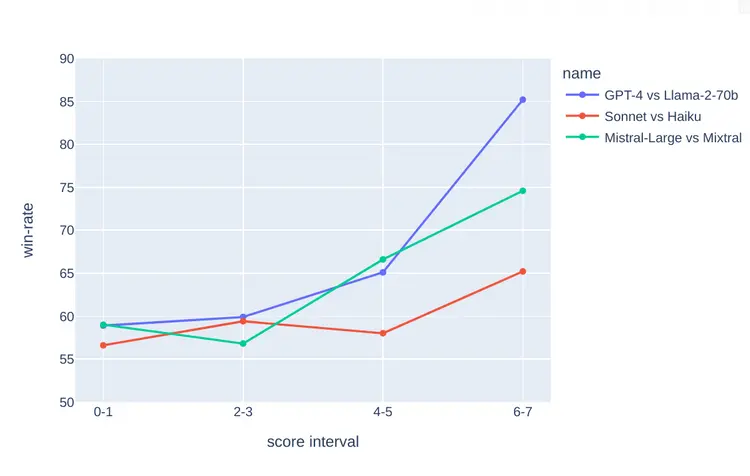 90
85
80
75
70
65
60
55
50
win-rate
0-1 2-3 4-5 6-7
score interval
name
GPT-4 vs Llama-2-70b
Sonnet vs Haiku
Mistral-Large vs Mixtral